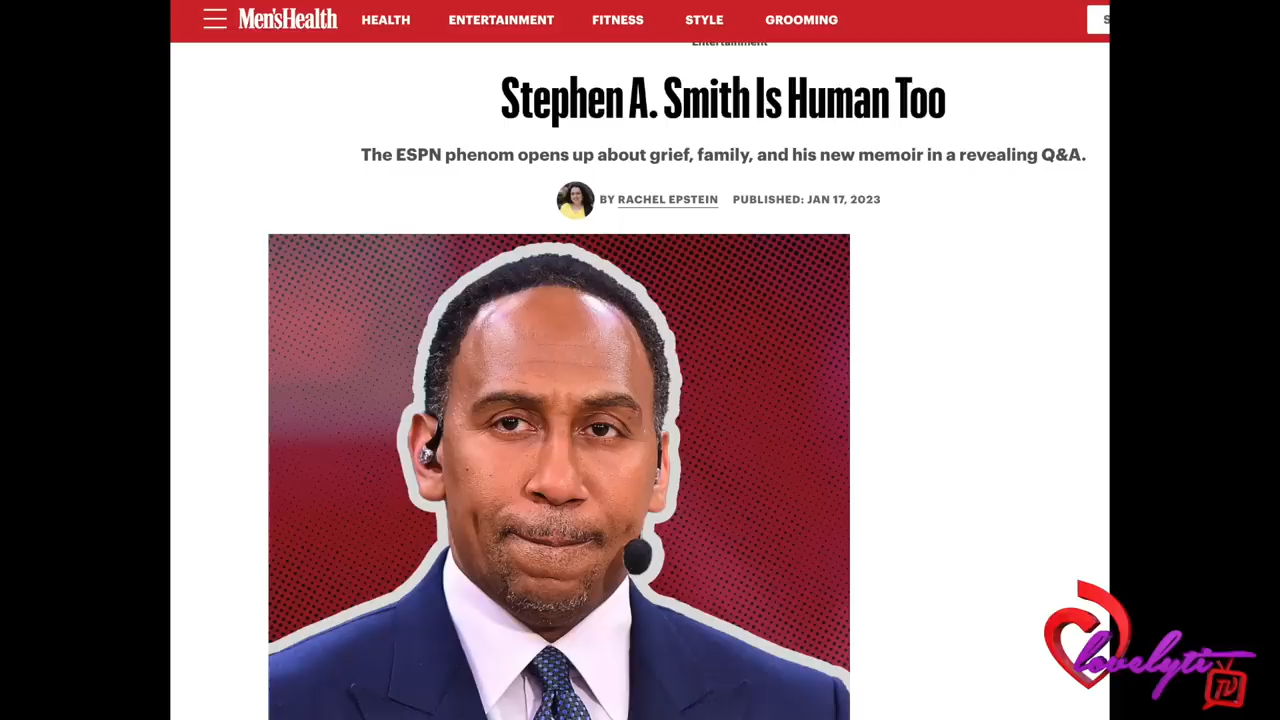 Men'sHealth HEALTH ENTERTAINMENT FITNESS STYLE GROOMING S
Entertainment
Stephen A. Smith Is Human Too
The ESPN phenom opens up about grief, family, and his new memoir in a revealing Q&A.
BY RACHEL EPSTEIN PUBLISHED: JAN 17, 2023
lovelyti
TV